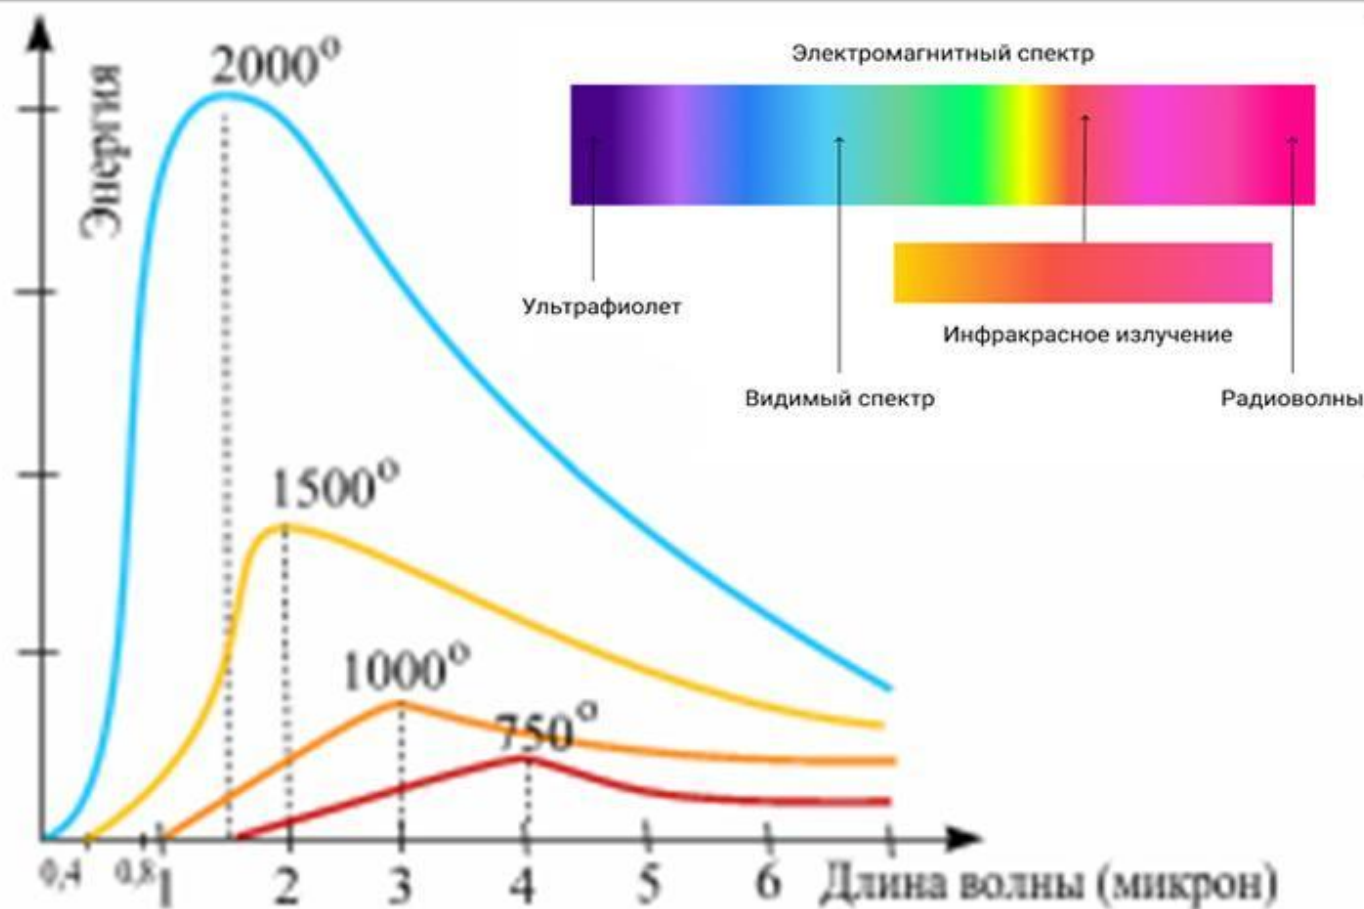 Энергия
2000°
1500°
1000°
750°
0,4
0,8
1
2
3
4
5
6
Длина волны (микрон)
Электромагнитный спектр
Ультрафиолет
Инфракрасное излучение
Видимый спектр
Радиоволны